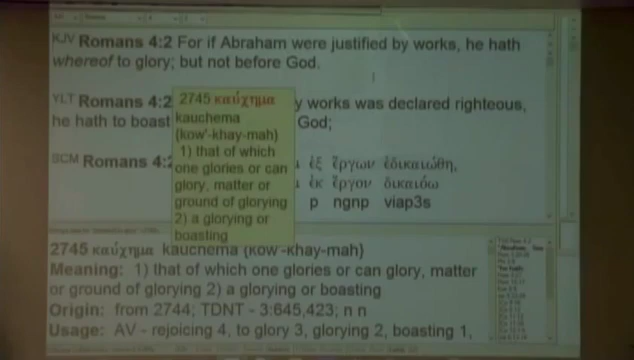 KJV Romans 4:2 For if Abraham were justified by works, he hath
whereof to glory; but not before God.
YLT Romans 4:2 y works was declared righteous,
he hath to boast God;
SCM Romans 4:2 ἐξ ἔργων ἐδικαιώθη,
ἐκ ἔργον δικαιόω
p ngnp viap3s
2745 καύχημα
kauchema
(kow'-khay-mah)
1) that of which
one glories or can
glory, matter or
ground of glorying
2) a glorying or
boasting
2745 καύχημα kauchema (kow'-khay-mah)
Meaning: 1) that of which one glories or can glory, matter
or ground of glorying 2) a glorying or boasting
Origin: from 2744; TDNT - 3:645,423; n n
Usage: AV - rejoicing 4, to glory 3, glorying 2, boasting 1,